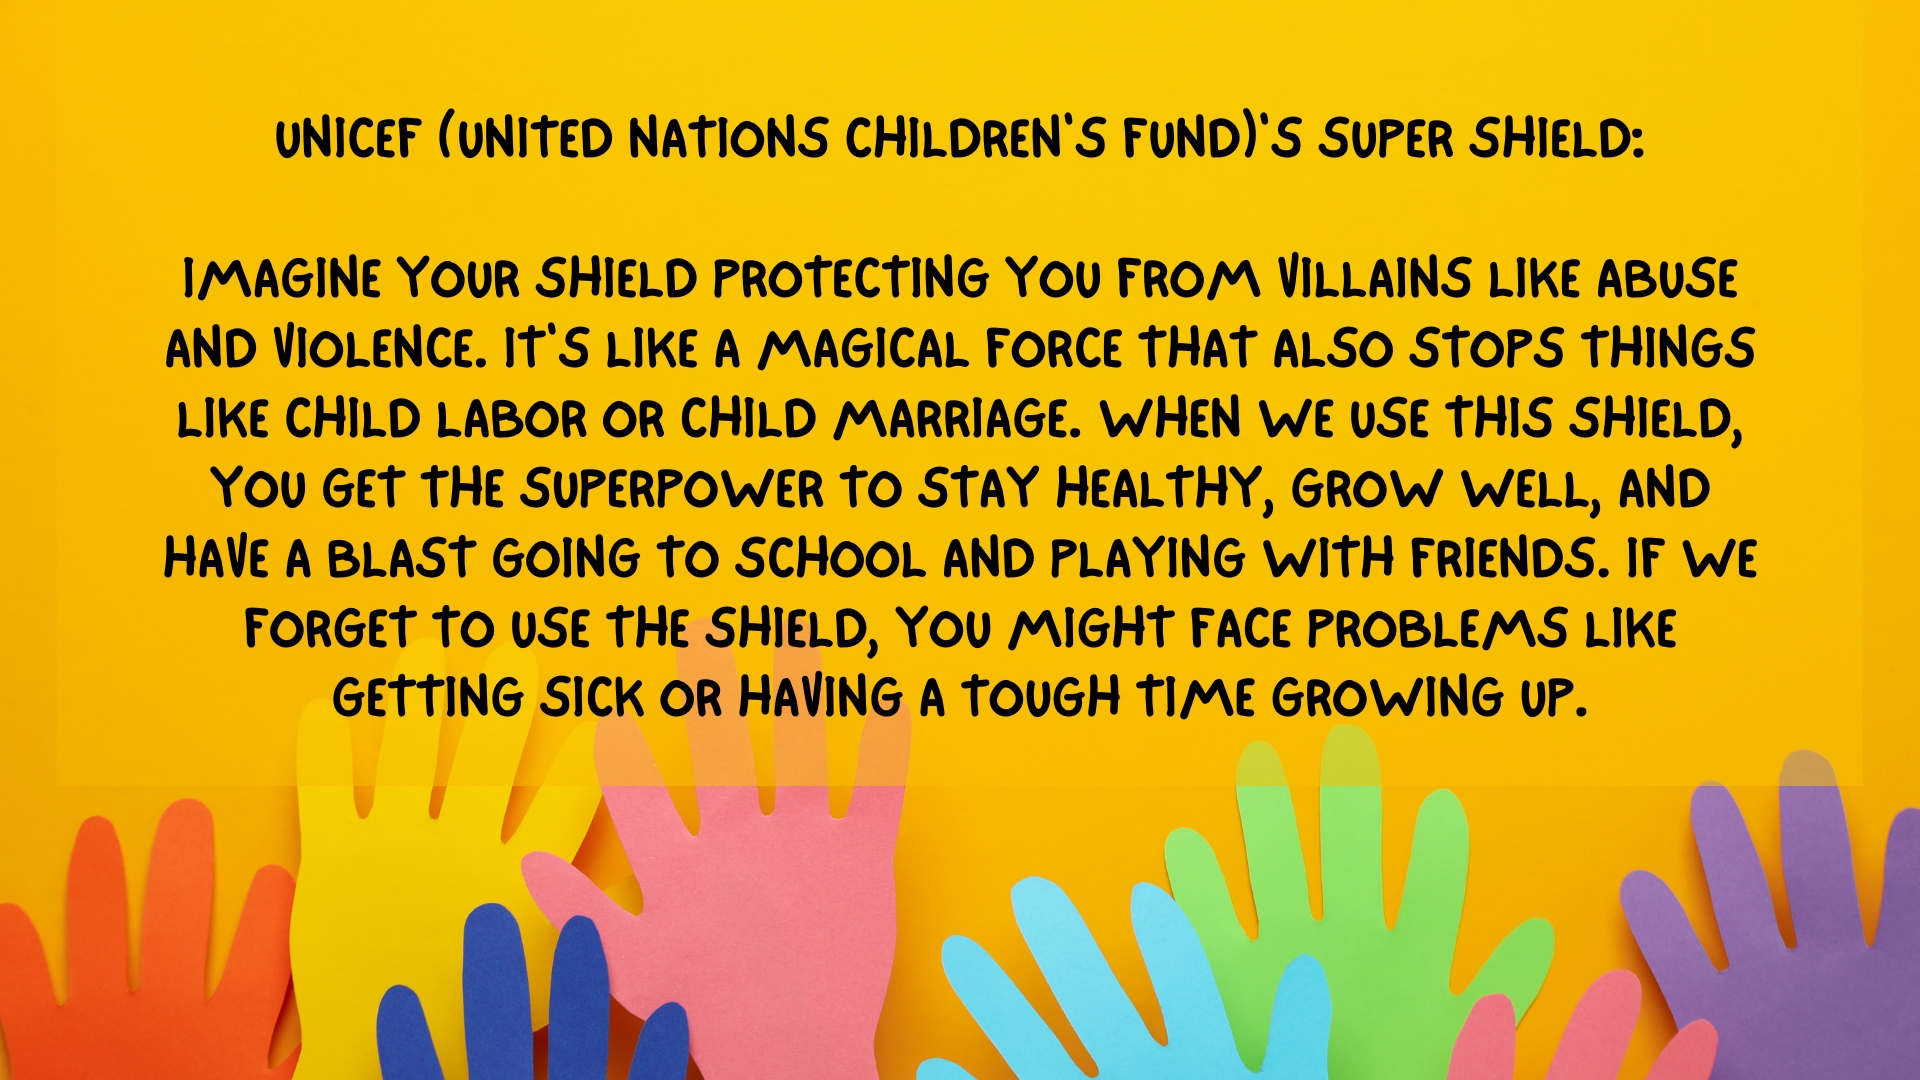 UNICEF (UNITED NATIONS CHILDREN'S FUND)'S SUPER SHIELD:
IMAGINE YOUR SHIELD PROTECTING YOU FROM VILLAINS LIKE ABUSE
AND VIOLENCE. IT'S LIKE A MAGICAL FORCE THAT ALSO STOPS THINGS
LIKE CHILD LABOR OR CHILD MARRIAGE. WHEN WE USE THIS SHIELD,
YOU GET THE SUPERPOWER TO STAY HEALTHY, GROW WELL, AND
HAVE A BLAST GOING TO SCHOOL AND PLAYING WITH FRIENDS. IF WE
FORGET TO USE THE SHIELD, YOU MIGHT FACE PROBLEMS LIKE
GETTING SICK OR HAVING A TOUGH TIME GROWING UP.